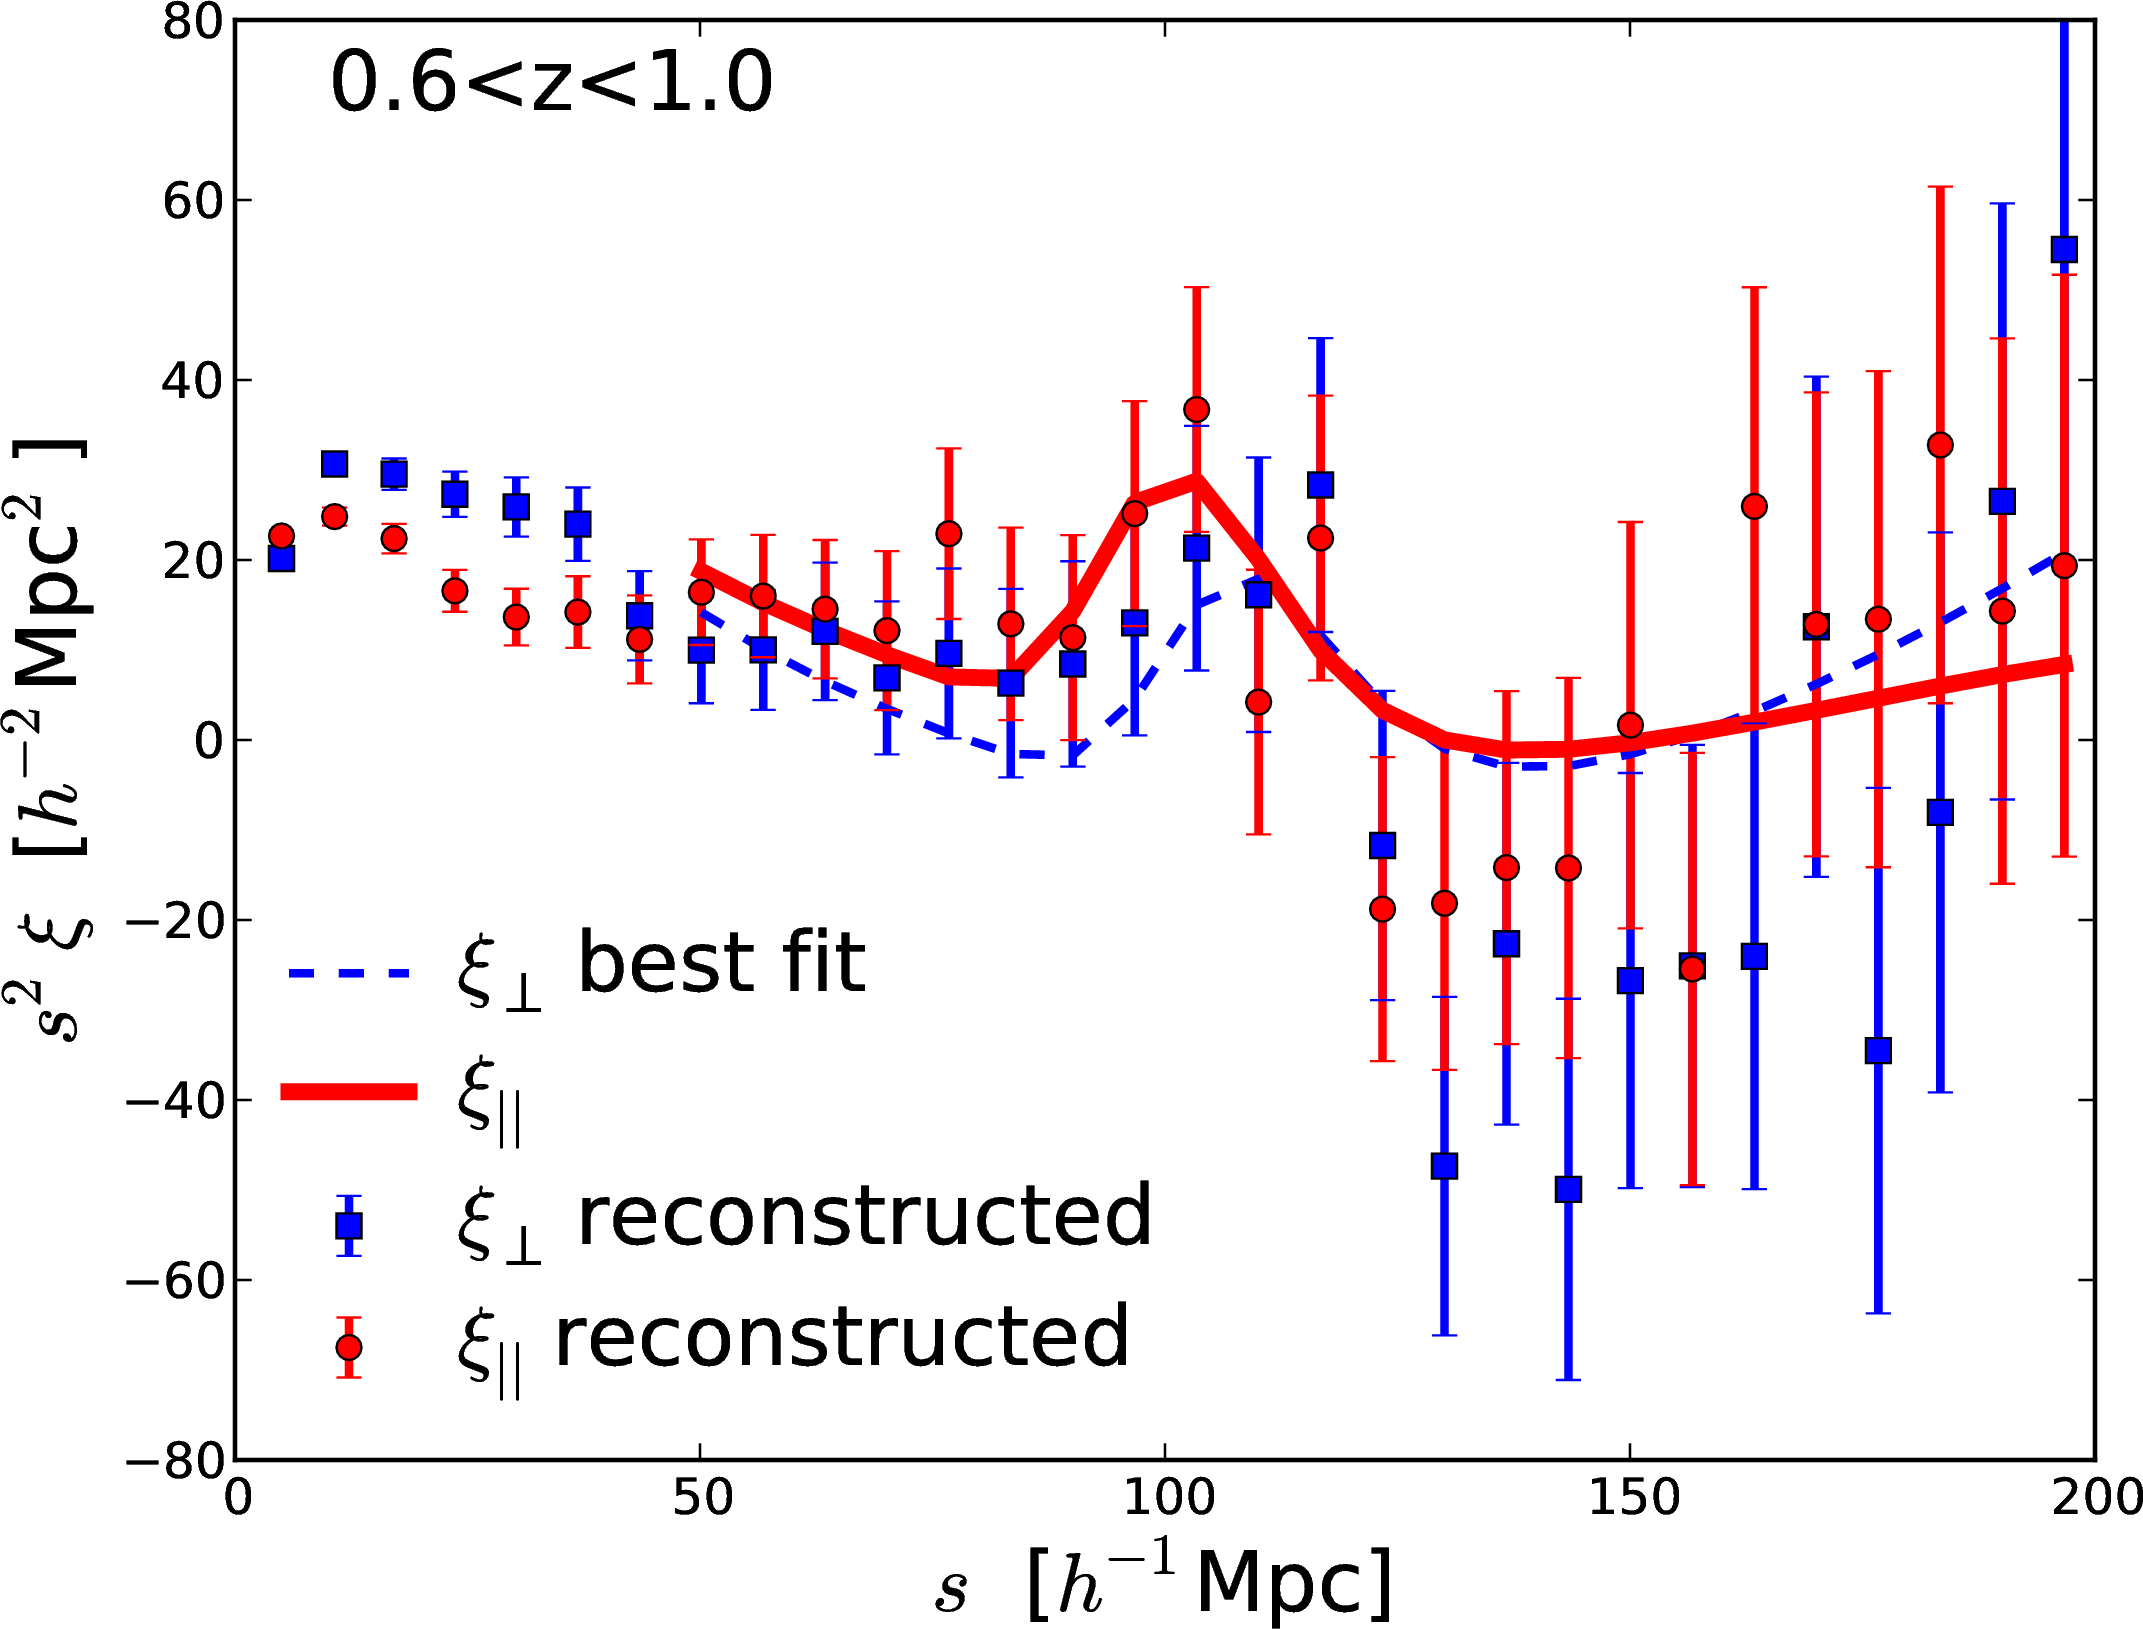 0.6<z<1.0
80
60
40
20
0
−20
−40
−60
−80
s² ξ [h⁻² Mpc²]
ξ⊥ best fit
ξ||
ξ⊥ reconstructed
ξ|| reconstructed
0 50 100 150 200
s [h⁻¹ Mpc]